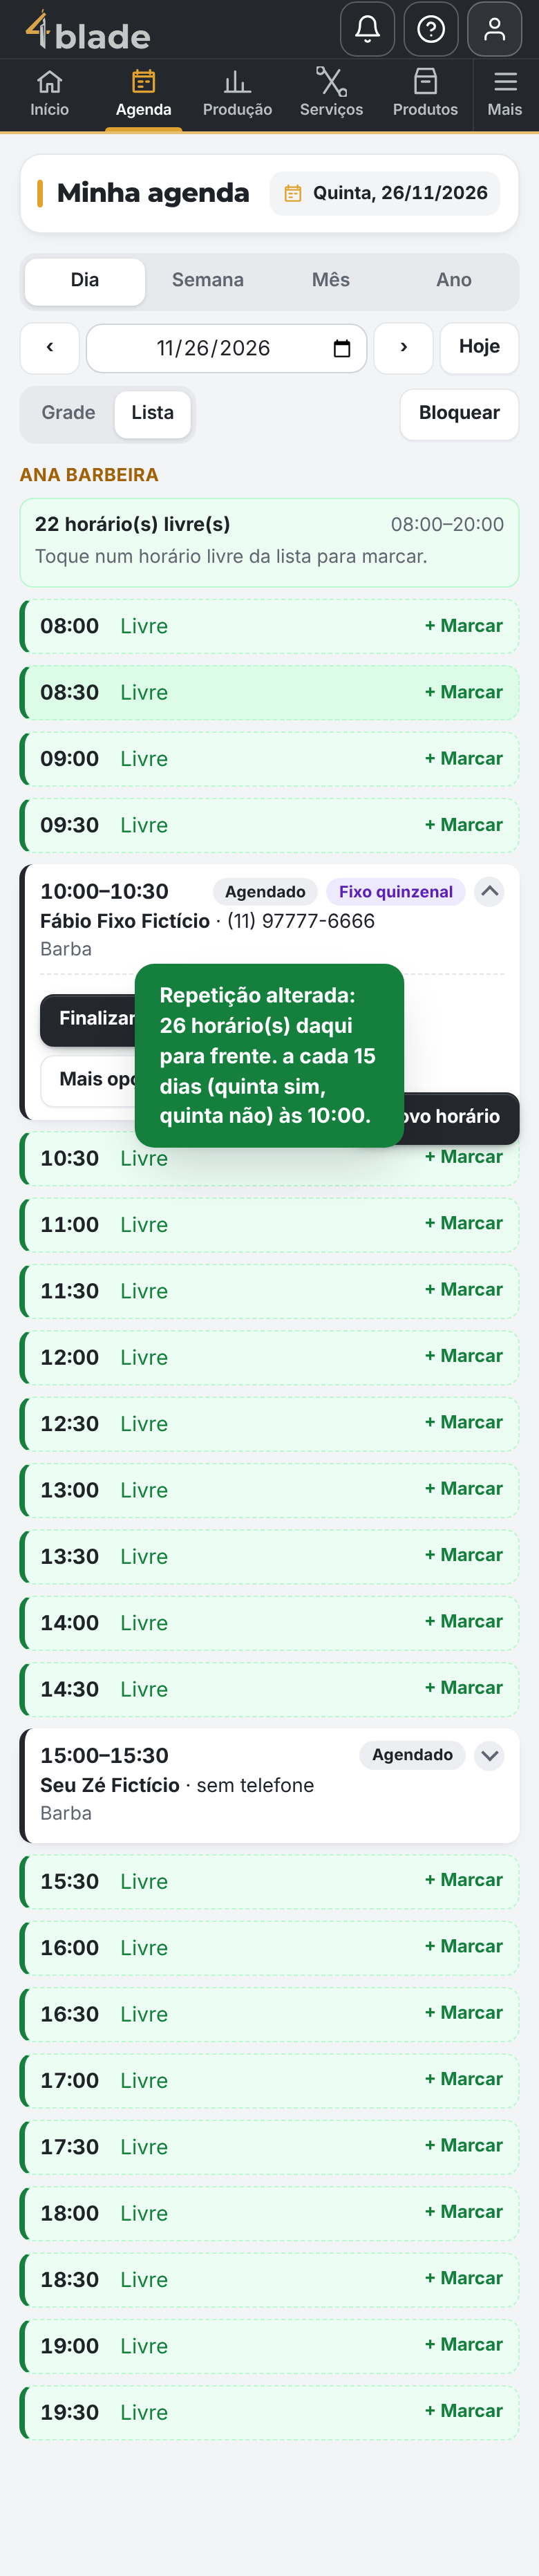 4blade
Início
Agenda
Produção
Serviços
Produtos
Mais
Minha agenda
Quinta, 26/11/2026
Dia
Semana
Mês
Ano
‹
11/26/2026
›
Hoje
Grade
Lista
Bloquear
ANA BARBEIRA
22 horário(s) livre(s)
08:00–20:00
Toque num horário livre da lista para marcar.
08:00 Livre + Marcar
08:30 Livre + Marcar
09:00 Livre + Marcar
09:30 Livre + Marcar
10:00–10:30 Agendado Fixo quinzenal
Fábio Fixo Fictício · (11) 97777-6666
Barba
Finalizar
Mais
Repetição alterada:
26 horário(s) daqui
para frente. a cada 15
dias (quinta sim,
quinta não) às 10:00.
horário
10:30 Livre + Marcar
11:00 Livre + Marcar
11:30 Livre + Marcar
12:00 Livre + Marcar
12:30 Livre + Marcar
13:00 Livre + Marcar
13:30 Livre + Marcar
14:00 Livre + Marcar
14:30 Livre + Marcar
15:00–15:30 Agendado
Seu Zé Fictício · sem telefone
Barba
15:30 Livre + Marcar
16:00 Livre + Marcar
16:30 Livre + Marcar
17:00 Livre + Marcar
17:30 Livre + Marcar
18:00 Livre + Marcar
18:30 Livre + Marcar
19:00 Livre + Marcar
19:30 Livre + Marcar